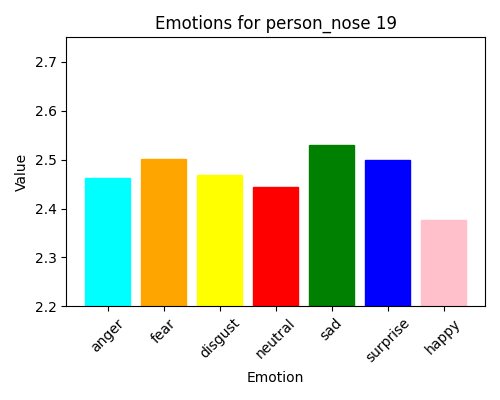 Emotions for person_nose 19
2.7
2.6
2.5
2.4
2.3
2.2
Value
anger
fear
disgust
neutral
sad
surprise
happy
Emotion